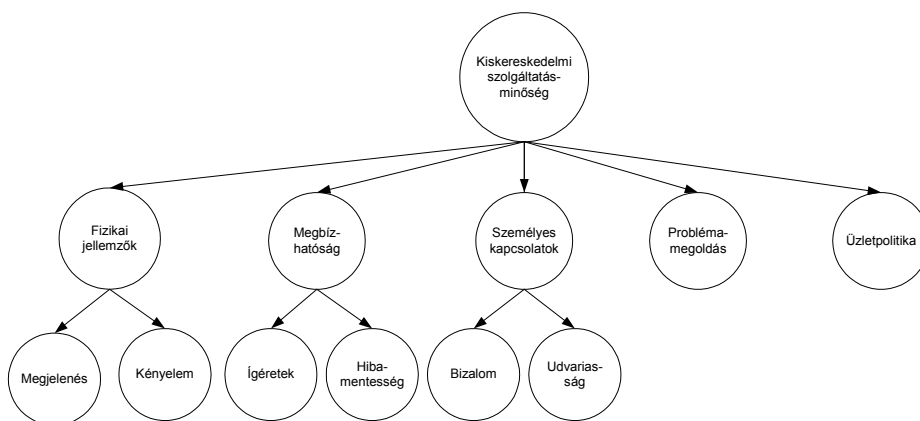 Kiskereskedelmi
szolgáltatás-
minőség
Fizikai
jellemzők
Megbíz-
hatóság
Személyes
kapcsolatok
Probléma-
megoldás
Üzletpolitika
Megjelenés
Kényelem
Ígéretek
Hiba-
mentesség
Bizalom
Udvarias-
ság